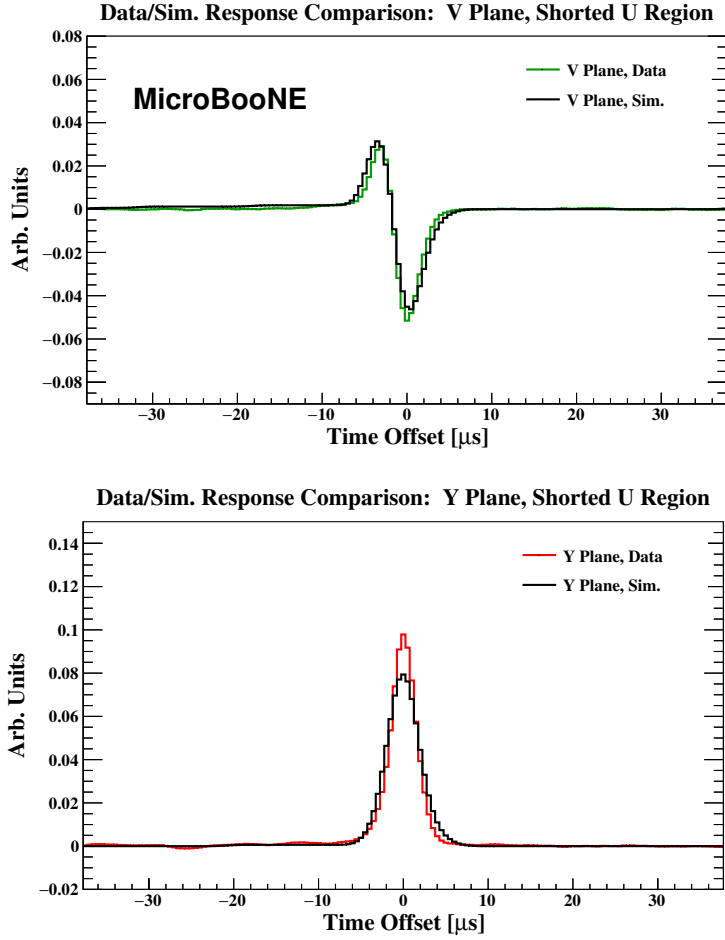 Data/Sim. Response Comparison: V Plane, Shorted U Region
0.08
0.06
0.04
0.02
0
−0.02
−0.04
−0.06
−0.08
Arb. Units
MicroBooNE
V Plane, Data
V Plane, Sim.
−30 −20 −10 0 10 20 30
Time Offset [μs]
Data/Sim. Response Comparison: Y Plane, Shorted U Region
0.14
0.12
0.1
0.08
0.06
0.04
0.02
0
−0.02
Arb. Units
Y Plane, Data
Y Plane, Sim.
−30 −20 −10 0 10 20 30
Time Offset [μs]